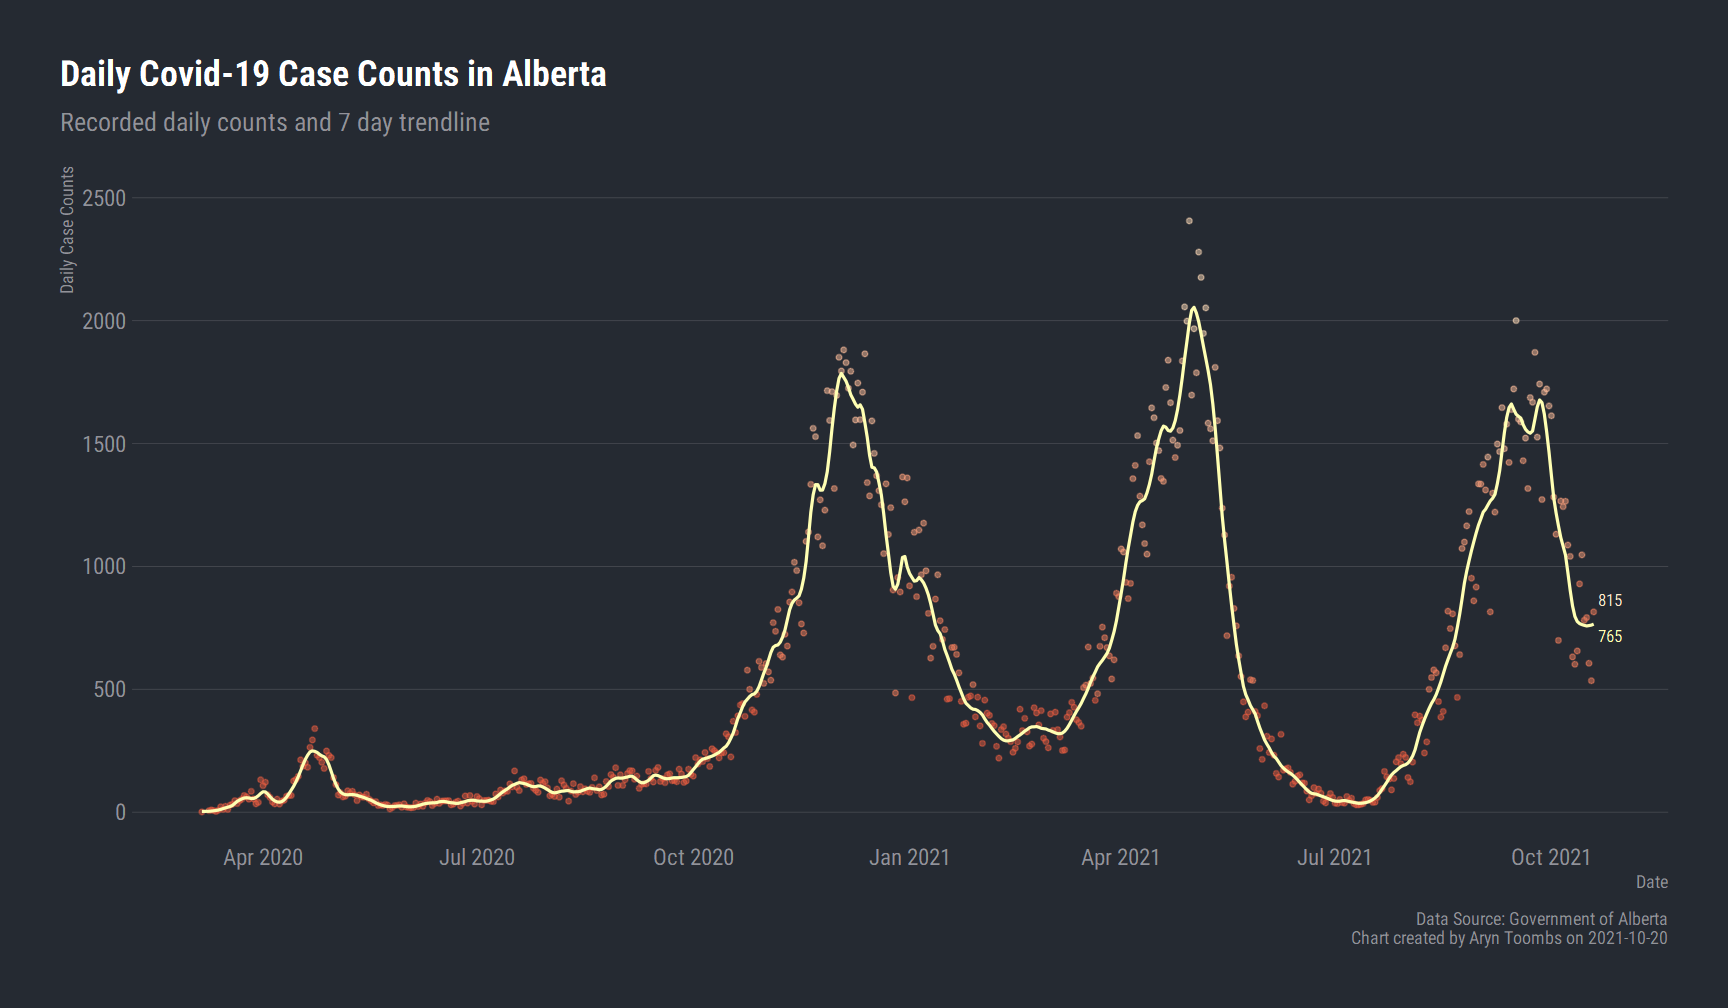 Daily Covid-19 Case Counts in Alberta
Recorded daily counts and 7 day trendline
Daily Case Counts
2500
2000
1500
1000
500
0
815
765
Apr 2020
Jul 2020
Oct 2020
Jan 2021
Apr 2021
Jul 2021
Oct 2021
Date
Data Source: Government of Alberta
Chart created by Aryn Toombs on 2021-10-20